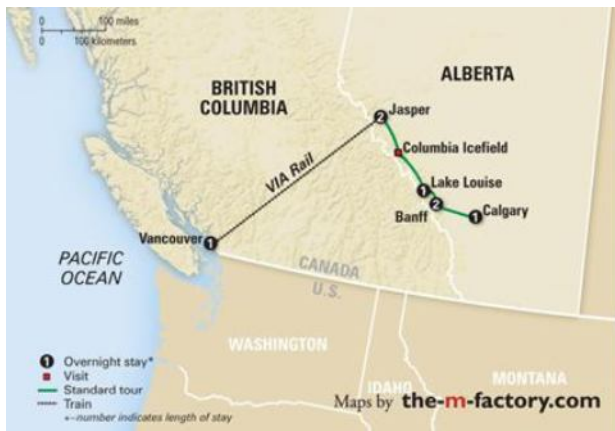 0 100 miles
0 100 kilometers
BRITISH
COLUMBIA
ALBERTA
2 Jasper
Columbia Icefield
VIA Rail
1 Lake Louise
2
Banff
1 Calgary
Vancouver 1
PACIFIC
OCEAN
CANADA
U.S.
WASHINGTON
IDAHO
MONTANA
1 Overnight stay*
Visit
Standard tour
Train
*–number indicates length of stay
Maps by the-m-factory.com